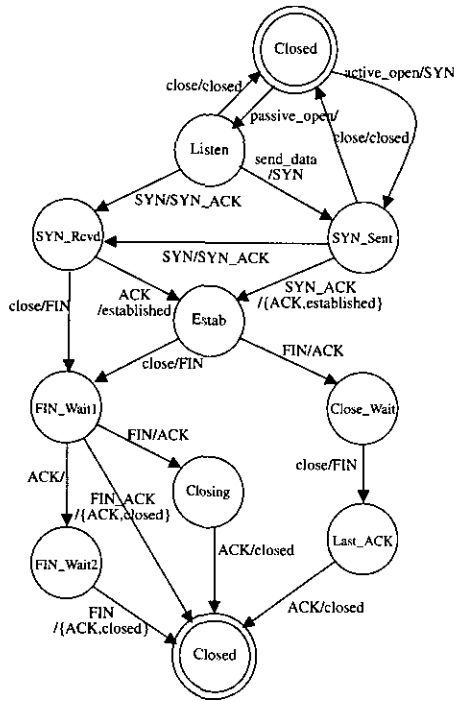 Closed
active_open/SYN
close/closed
passive_open/
close/closed
Listen
send_data
/SYN
SYN/SYN_ACK
SYN_Rcvd
SYN_Sent
SYN/SYN_ACK
close/FIN
ACK
/established
SYN_ACK
/{ACK,established}
Estab
close/FIN
FIN/ACK
FIN_Wait1
Close_Wait
FIN/ACK
close/FIN
ACK/
FIN_ACK
/{ACK,closed}
Closing
FIN_Wait2
ACK/closed
Last_ACK
FIN
/{ACK,closed}
ACK/closed
Closed